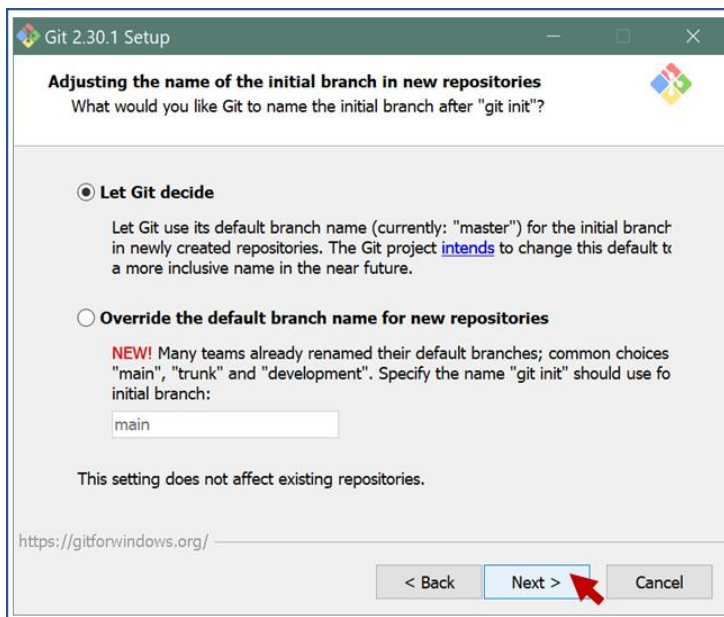 Git 2.30.1 Setup
Adjusting the name of the initial branch in new repositories
What would you like Git to name the initial branch after "git init"?
Let Git decide
Let Git use its default branch name (currently: "master") for the initial branch
in newly created repositories. The Git project intends to change this default to
a more inclusive name in the near future.
Override the default branch name for new repositories
NEW! Many teams already renamed their default branches; common choices
"main", "trunk" and "development". Specify the name "git init" should use fo
initial branch:
main
This setting does not affect existing repositories.
https://gitforwindows.org/
< Back
Next >
Cancel